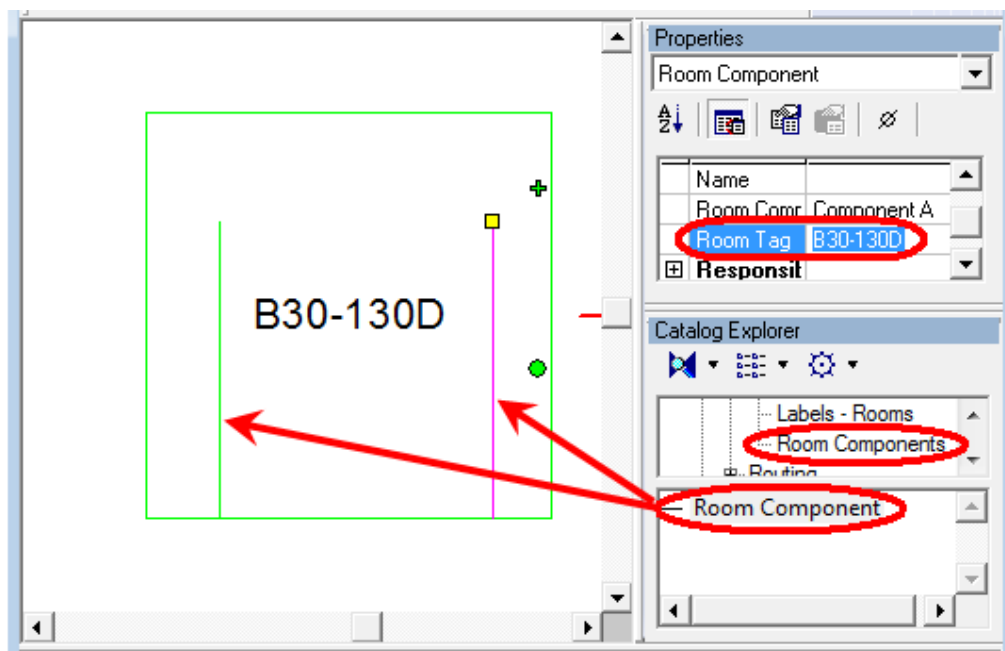 Properties
Room Component
A
Z
Name
Room Comp Component A
Room Tag B30-130D
Responsib
B30-130D
Catalog Explorer
Labels - Rooms
Room Components
Routing
Room Component